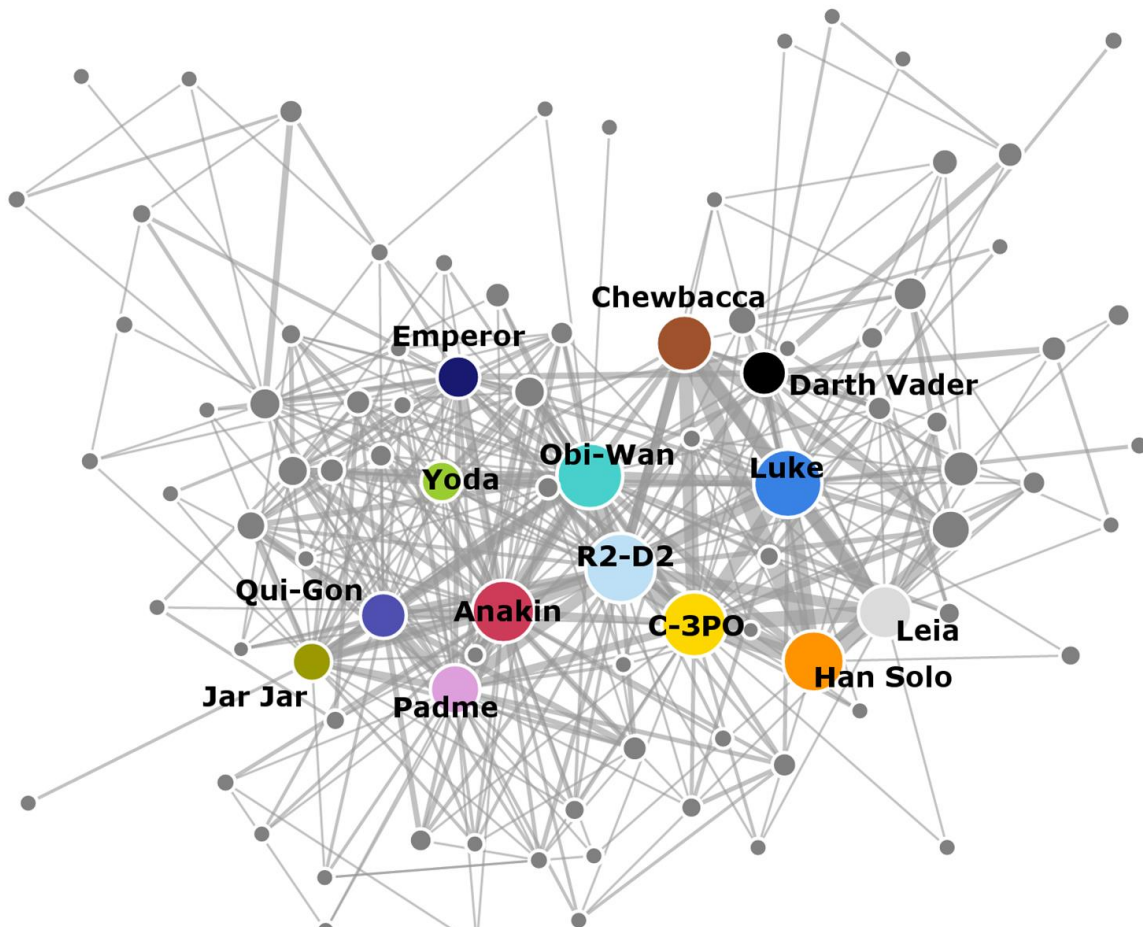 Chewbacca
Emperor
Darth Vader
Obi-Wan
Luke
Yoda
R2-D2
Qui-Gon
Anakin
C-3PO
Leia
Han Solo
Jar Jar
Padme